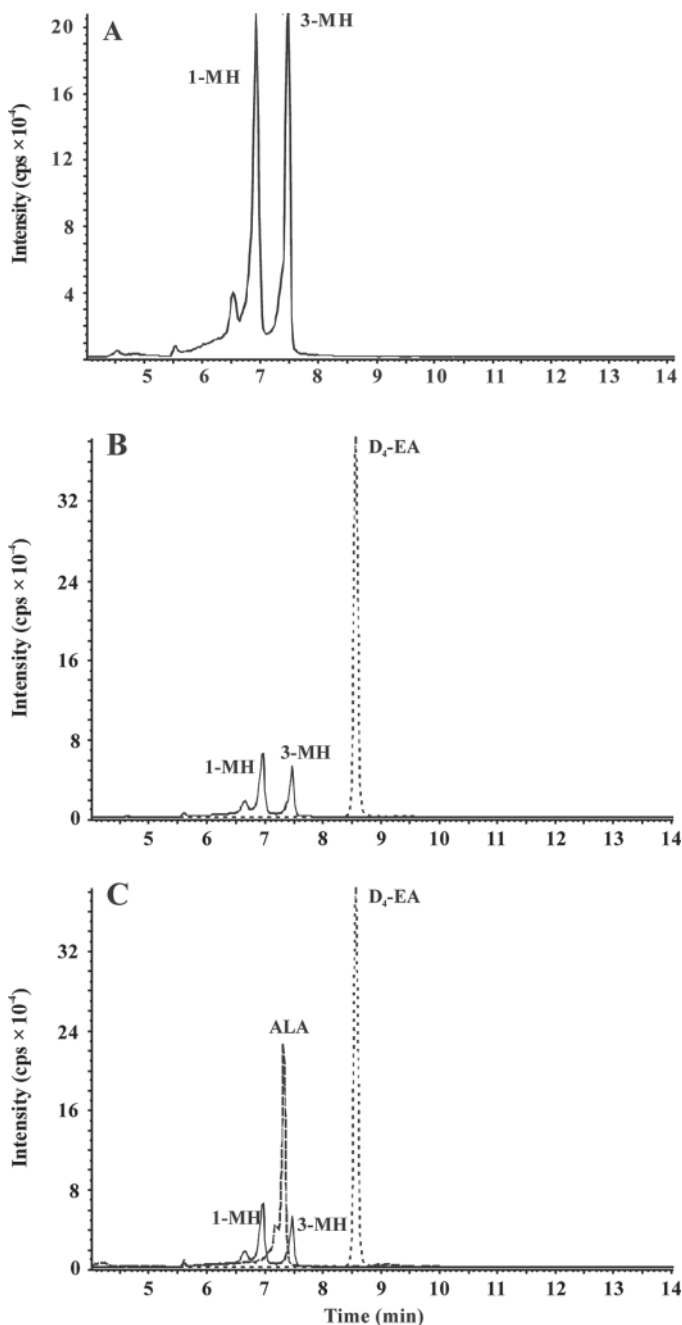 A
3-MH
1-MH
Intensity (cps ×10⁻⁴)
20
16
12
8
4
5 6 7 8 9 10 11 12 13 14
B
D₄-EA
Intensity (cps ×10⁻⁴)
32
24
16
8
0
1-MH
3-MH
5 6 7 8 9 10 11 12 13 14
C
D₄-EA
Intensity (cps ×10⁻⁴)
32
24
16
8
0
ALA
1-MH
3-MH
5 6 7 8 9 10 11 12 13 14
Time (min)